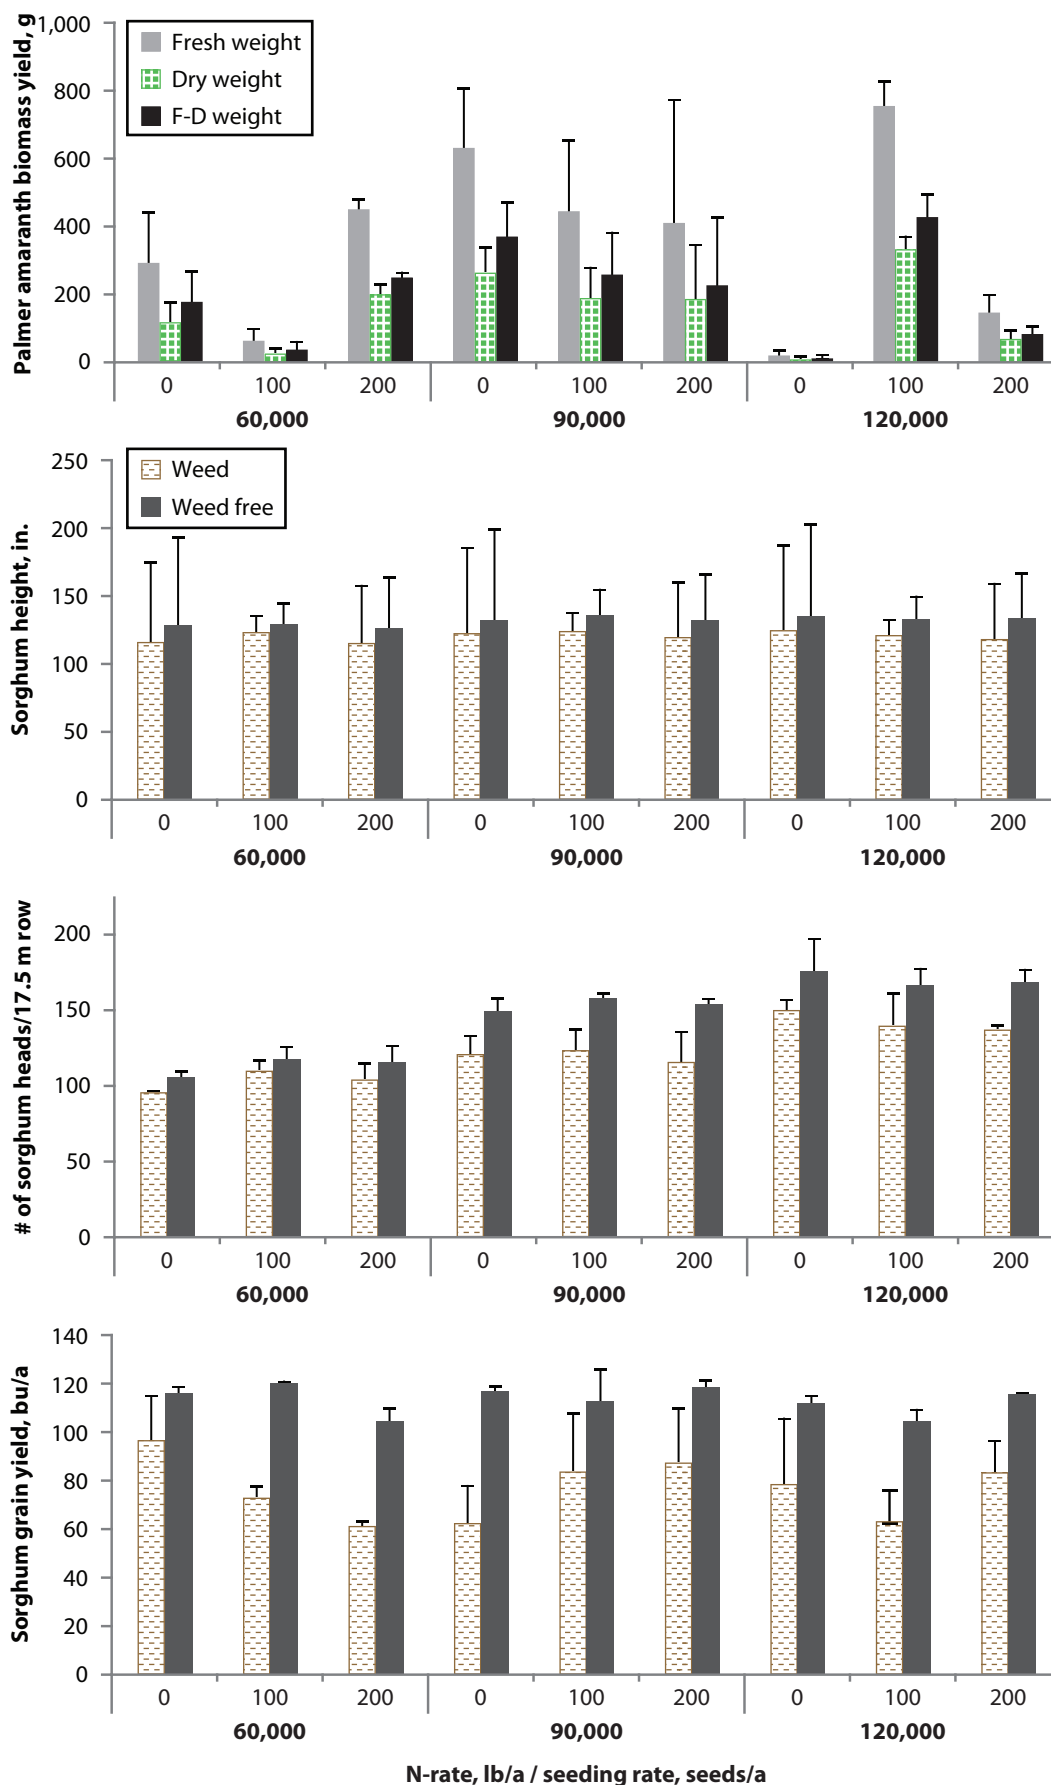 Palmer amaranth biomass yield, g
1,000
800
600
400
200
0
Fresh weight
Dry weight
F-D weight
0 100 200 0 100 200 0 100 200
60,000 90,000 120,000
Sorghum height, in.
250
200
150
100
50
0
Weed
Weed free
0 100 200 0 100 200 0 100 200
60,000 90,000 120,000
# of sorghum heads/17.5 m row
200
150
100
50
0
0 100 200 0 100 200 0 100 200
60,000 90,000 120,000
Sorghum grain yield, bu/a
140
120
100
80
60
40
20
0
0 100 200 0 100 200 0 100 200
60,000 90,000 120,000
N-rate, lb/a / seeding rate, seeds/a